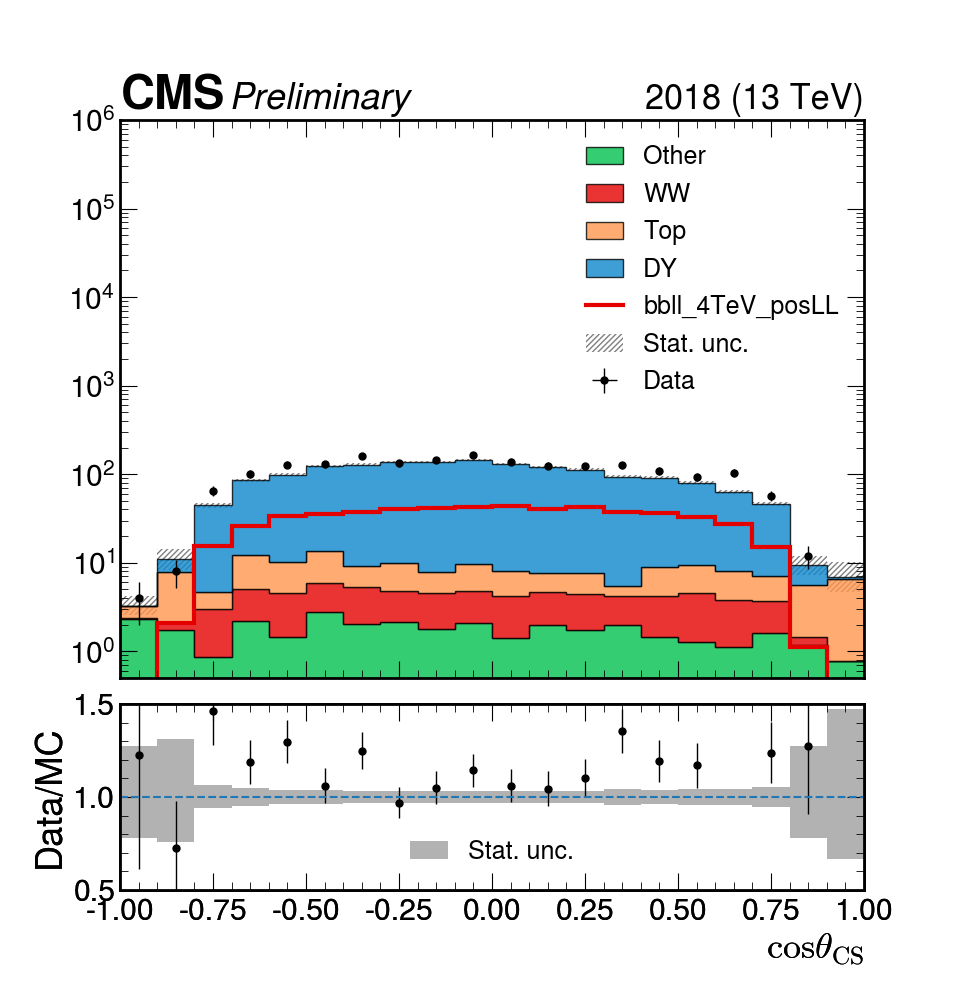 CMS Preliminary 2018 (13 TeV)
10^6
Other
WW
10^5
Top
DY
10^4
bbll_4TeV_posLL
Stat. unc.
10^3
Data
10^2
10^1
10^0
1.5
Data/MC
1.0
Stat. unc.
0.5
-1.00 -0.75 -0.50 -0.25 0.00 0.25 0.50 0.75 1.00
cosθ_CS